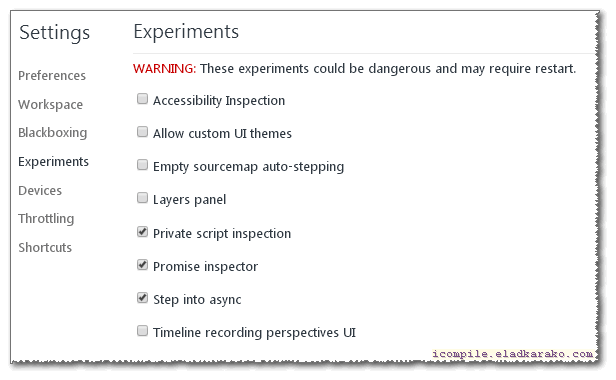 Settings
Preferences
Workspace
Blackboxing
Experiments
Devices
Throttling
Shortcuts
Experiments
WARNING: These experiments could be dangerous and may require restart.
Accessibility Inspection
Allow custom UI themes
Empty sourcemap auto-stepping
Layers panel
Private script inspection
Promise inspector
Step into async
Timeline recording perspectives UI
icompile.eladkarako.com